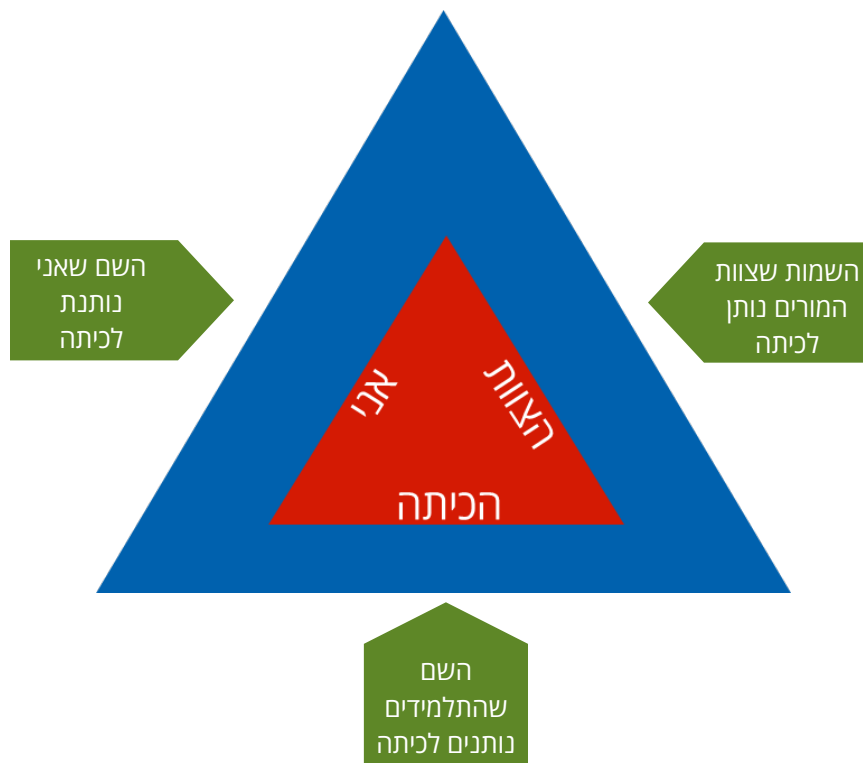 השמות שצוות
המורים נותן
לכיתה
השם שאני
נותנת
לכיתה
הצוות
אני
הכיתה
השם
שהתלמידים
נותנים לכיתה